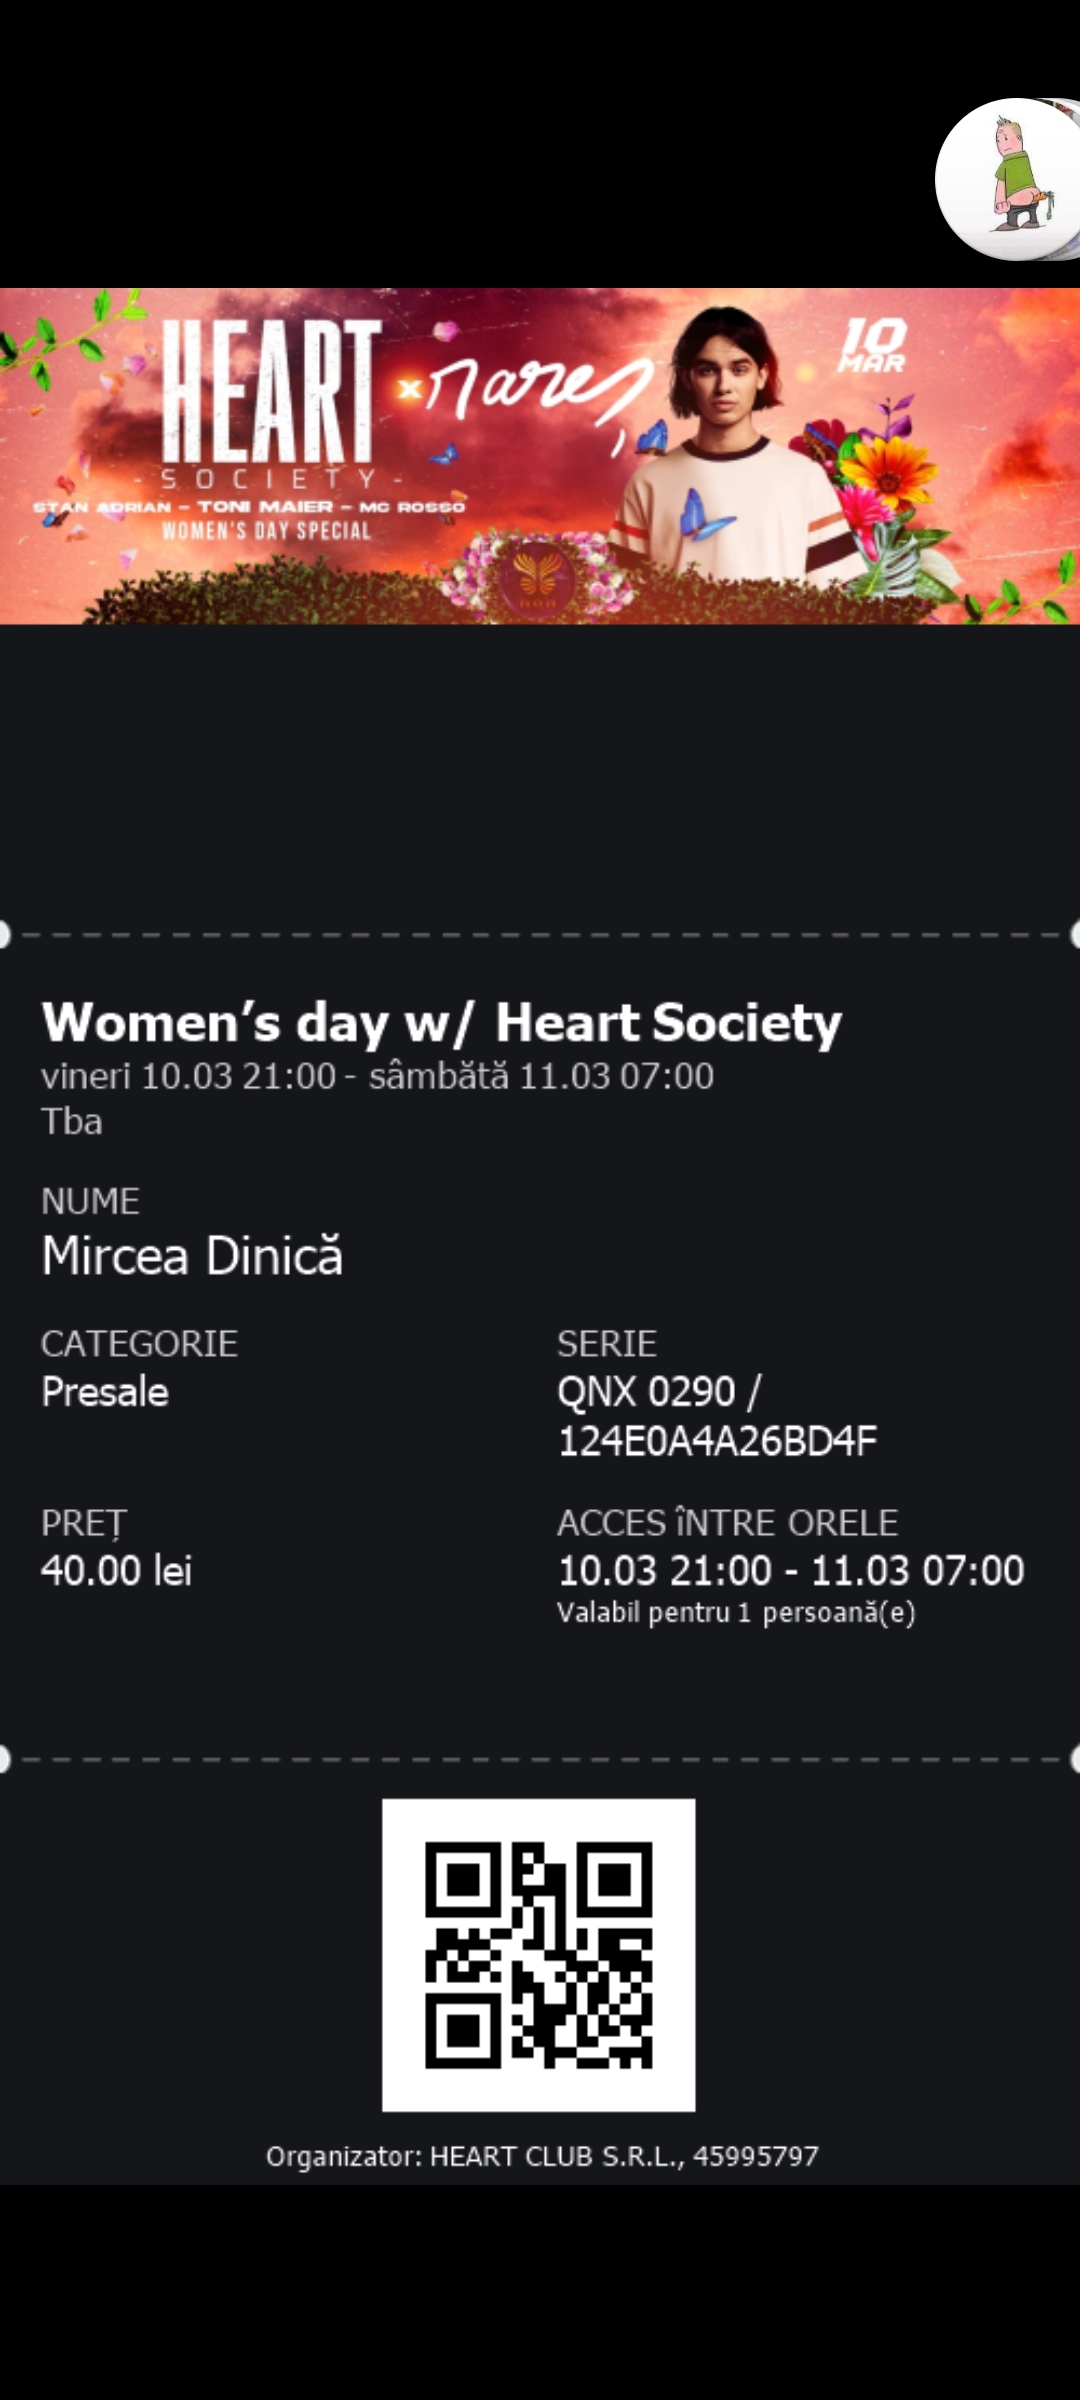 HEART
x nareș
10
MAR
- SOCIETY -
STAN ADRIAN - TONI MAIER - MC ROSSO
WOMEN'S DAY SPECIAL
Women’s day w/ Heart Society
vineri 10.03 21:00 - sâmbătă 11.03 07:00
Tba
NUME
Mircea Dinică
CATEGORIE
Presale
SERIE
QNX 0290 /
124E0A4A26BD4F
PREȚ
40.00 lei
ACCES îNTRE ORELE
10.03 21:00 - 11.03 07:00
Valabil pentru 1 persoană(e)
Organizator: HEART CLUB S.R.L., 45995797